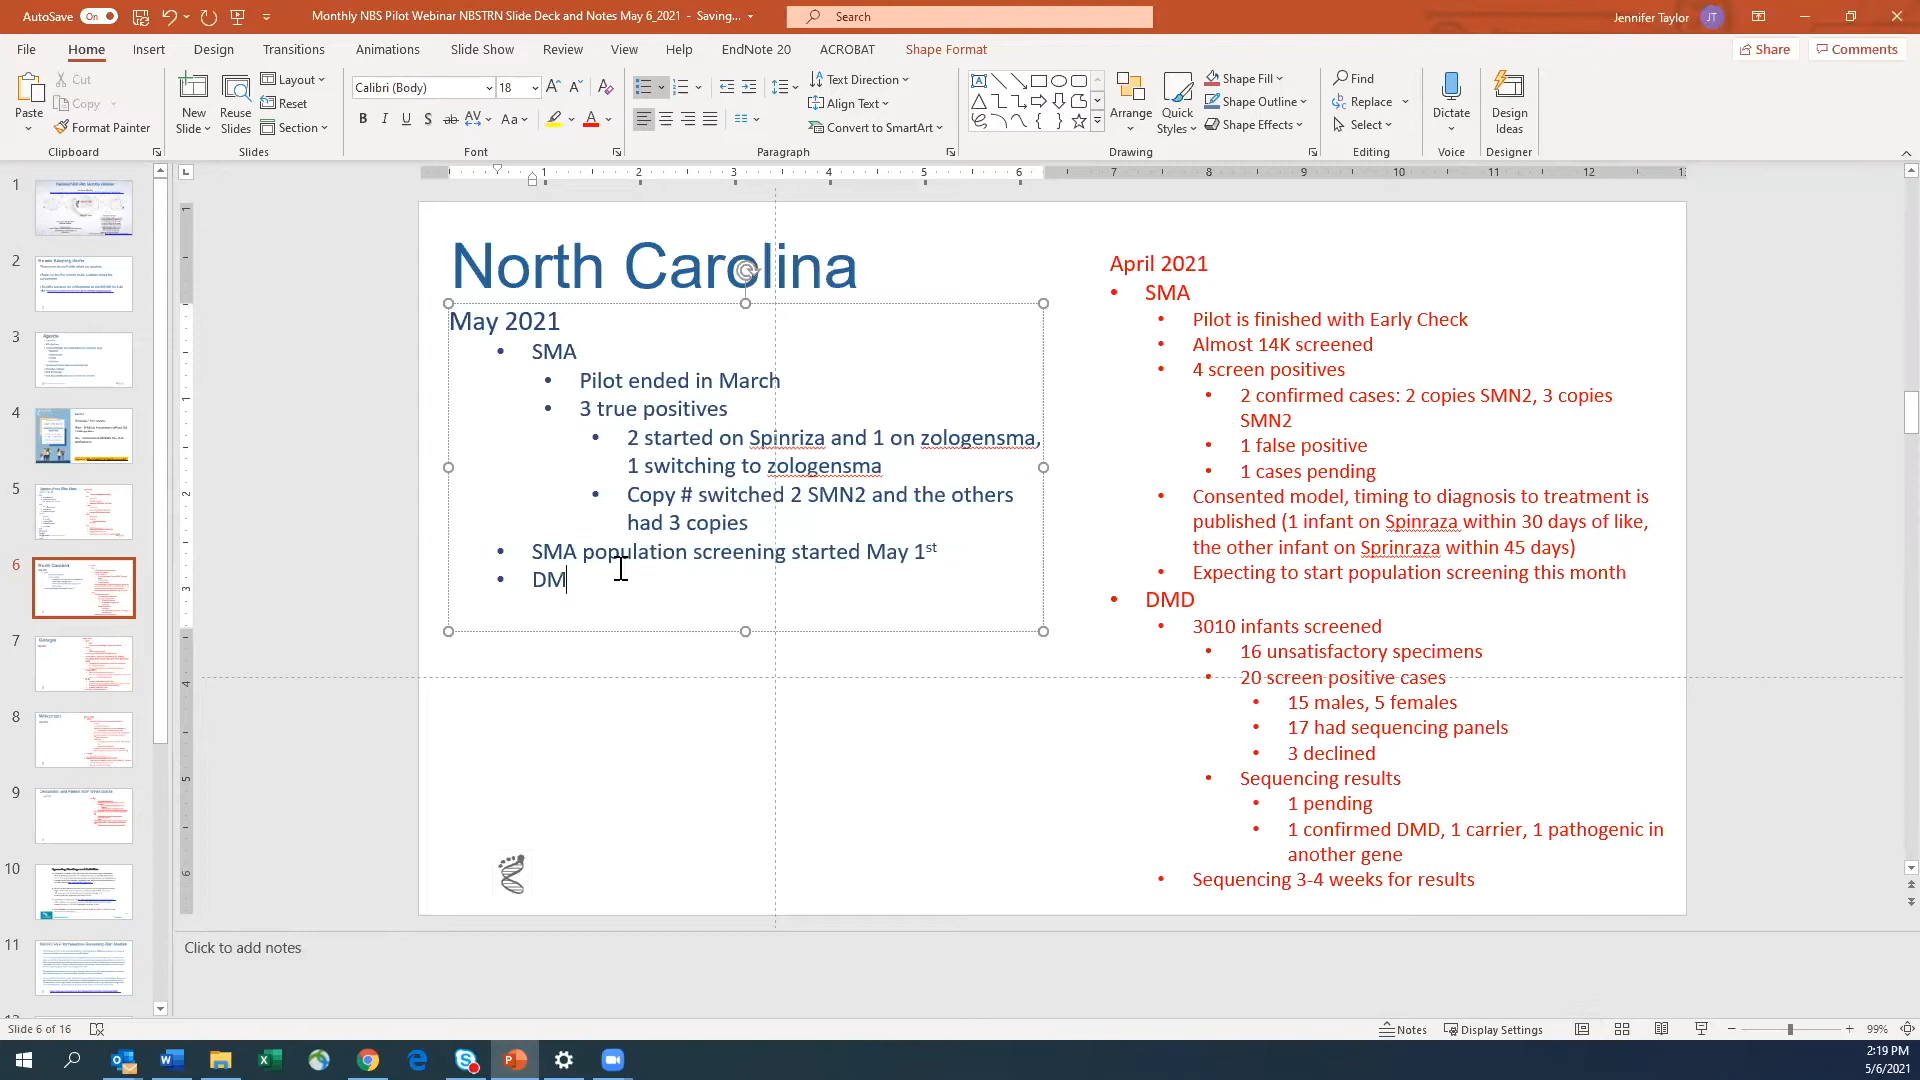 AutoSave On
Monthly NBS Pilot Webinar NBSTRN Slide Deck and Notes May 6_2021 - Saving...
Search
Jennifer Taylor JT
File Home Insert Design Transitions Animations Slide Show Review View Help EndNote 20 ACROBAT Shape Format
Share Comments
Paste
Cut
Copy
Format Painter
Clipboard
New Slide
Reuse Slides
Layout
Reset
Section
Slides
Calibri (Body) 18
Font
Text Direction
Align Text
Convert to SmartArt
Paragraph
Arrange
Quick Styles
Shape Fill
Shape Outline
Shape Effects
Drawing
Find
Replace
Select
Editing
Dictate
Voice
Design Ideas
Designer
North Carolina
May 2021
• SMA
• Pilot ended in March
• 3 true positives
• 2 started on Spinriza and 1 on zologensma,
1 switching to zologensma
• Copy # switched 2 SMN2 and the others
had 3 copies
• SMA population screening started May 1st
• DM
April 2021
• SMA
• Pilot is finished with Early Check
• Almost 14K screened
• 4 screen positives
• 2 confirmed cases: 2 copies SMN2, 3 copies
SMN2
• 1 false positive
• 1 cases pending
• Consented model, timing to diagnosis to treatment is
published (1 infant on Spinraza within 30 days of like,
the other infant on Sprinraza within 45 days)
• Expecting to start population screening this month
• DMD
• 3010 infants screened
• 16 unsatisfactory specimens
• 20 screen positive cases
• 15 males, 5 females
• 17 had sequencing panels
• 3 declined
• Sequencing results
• 1 pending
• 1 confirmed DMD, 1 carrier, 1 pathogenic in
another gene
• Sequencing 3-4 weeks for results
1
2
3
4
5
6
7
8
9
10
11
Click to add notes
Slide 6 of 16
Notes Display Settings 99%
2:19 PM
5/6/2021